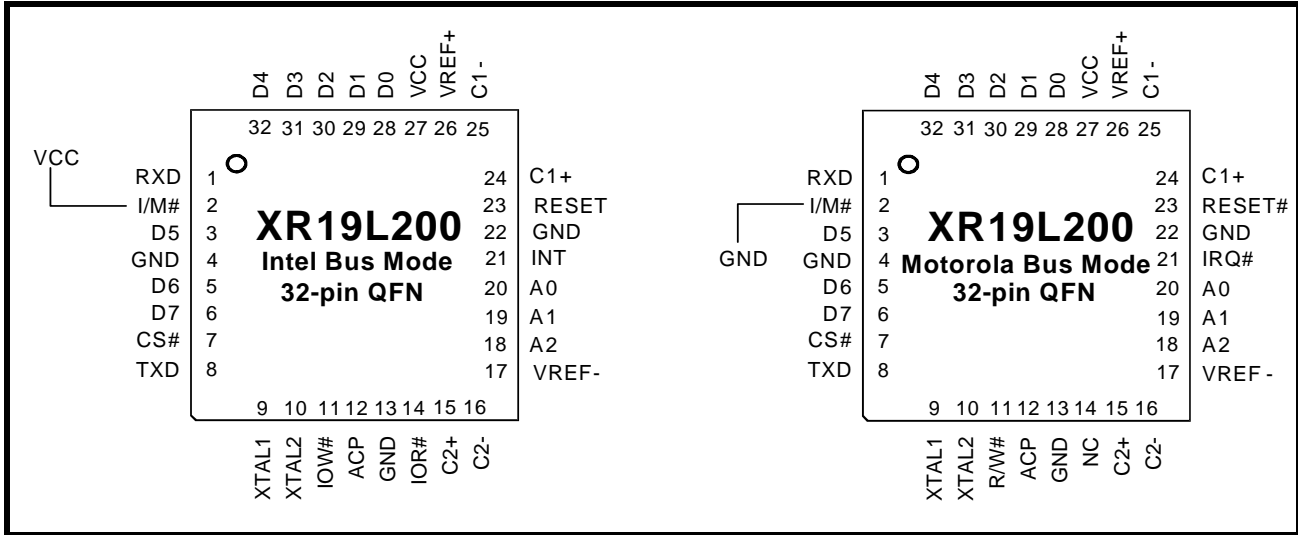 D4 D3 D2 D1 D0 VCC VREF+ C1-
32 31 30 29 28 27 26 25
VCC
RXD 1 24 C1+
I/M# 2 23 RESET
D5 3 22 GND
GND 4 21 INT
D6 5 20 A0
D7 6 19 A1
CS# 7 18 A2
TXD 8 17 VREF-
XR19L200
Intel Bus Mode
32-pin QFN
9 10 11 12 13 14 15 16
XTAL1 XTAL2 IOW# ACP GND IOR# C2+ C2-
D4 D3 D2 D1 D0 VCC VREF+ C1-
32 31 30 29 28 27 26 25
RXD 1 24 C1+
I/M# 2 23 RESET#
D5 3 22 GND
GND
GND 4 21 IRQ#
D6 5 20 A0
D7 6 19 A1
CS# 7 18 A2
TXD 8 17 VREF-
XR19L200
Motorola Bus Mode
32-pin QFN
9 10 11 12 13 14 15 16
XTAL1 XTAL2 R/W# ACP GND NC C2+ C2-